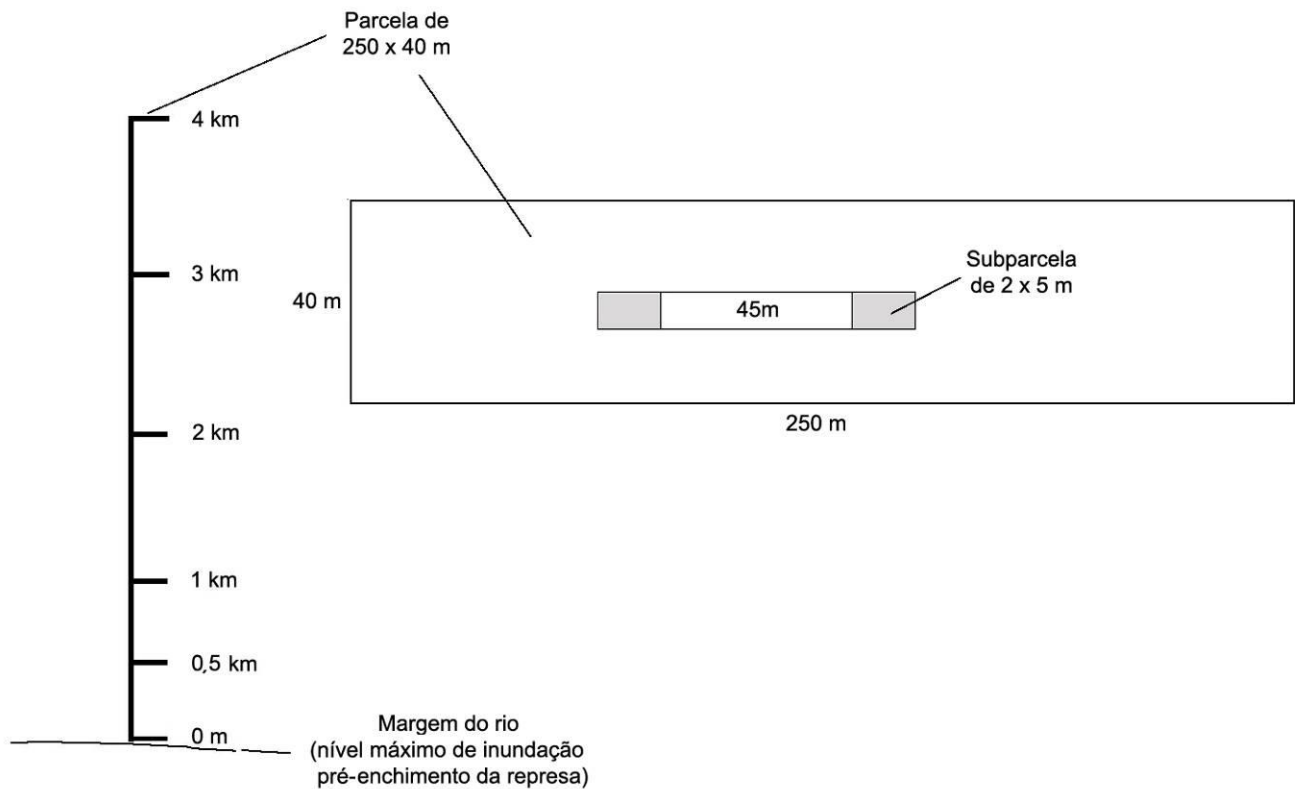 Parcela de
250 x 40 m
4 km
3 km
40 m
45m
Subparcela
de 2 x 5 m
250 m
2 km
1 km
0,5 km
0 m
Margem do rio
(nível máximo de inundação
pré-enchimento da represa)